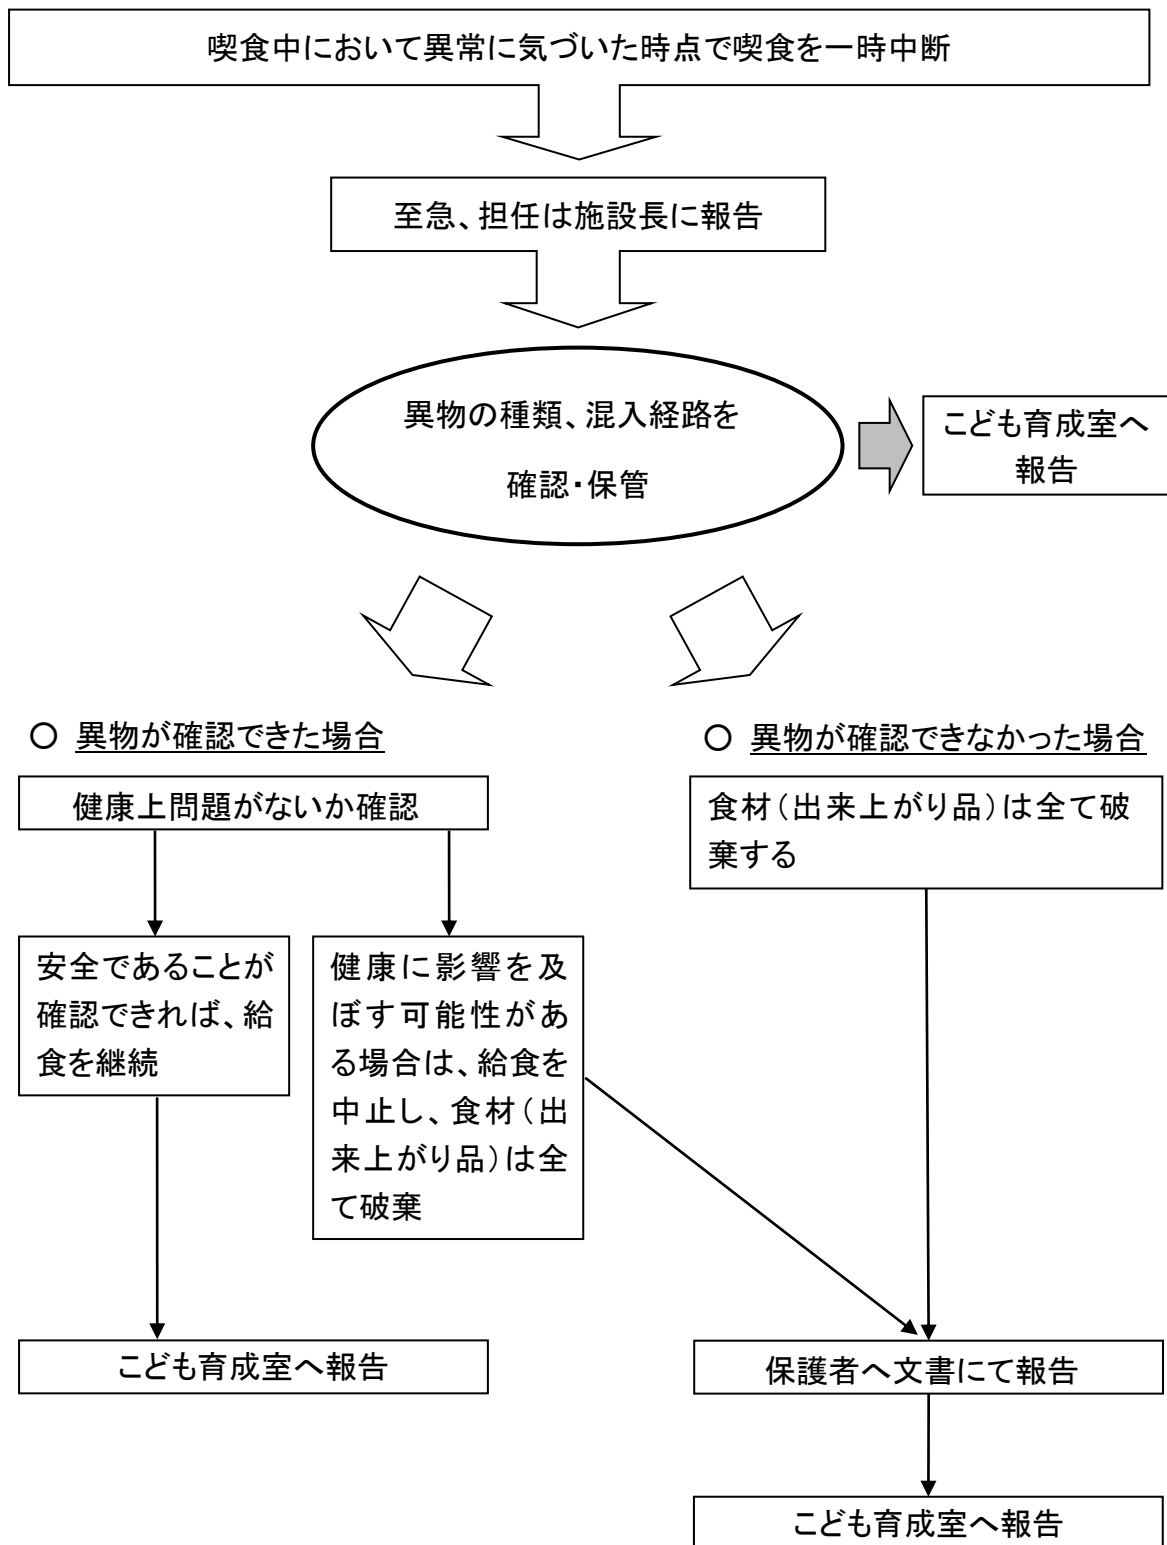 喫食中において異常に気づいた時点で喫食を一時中断
至急、担任は施設長に報告
異物の種類、混入経路を
確認・保管
こども育成室へ
報告
○ 異物が確認できた場合
健康上問題がないか確認
安全であることが
確認できれば、給
食を継続
健康に影響を及
ぼす可能性があ
る場合は、給食を
中止し、食材（出
来上がり品）は全
て破棄
こども育成室へ報告
○ 異物が確認できなかった場合
食材（出来上がり品）は全て破
棄する
保護者へ文書にて報告
こども育成室へ報告